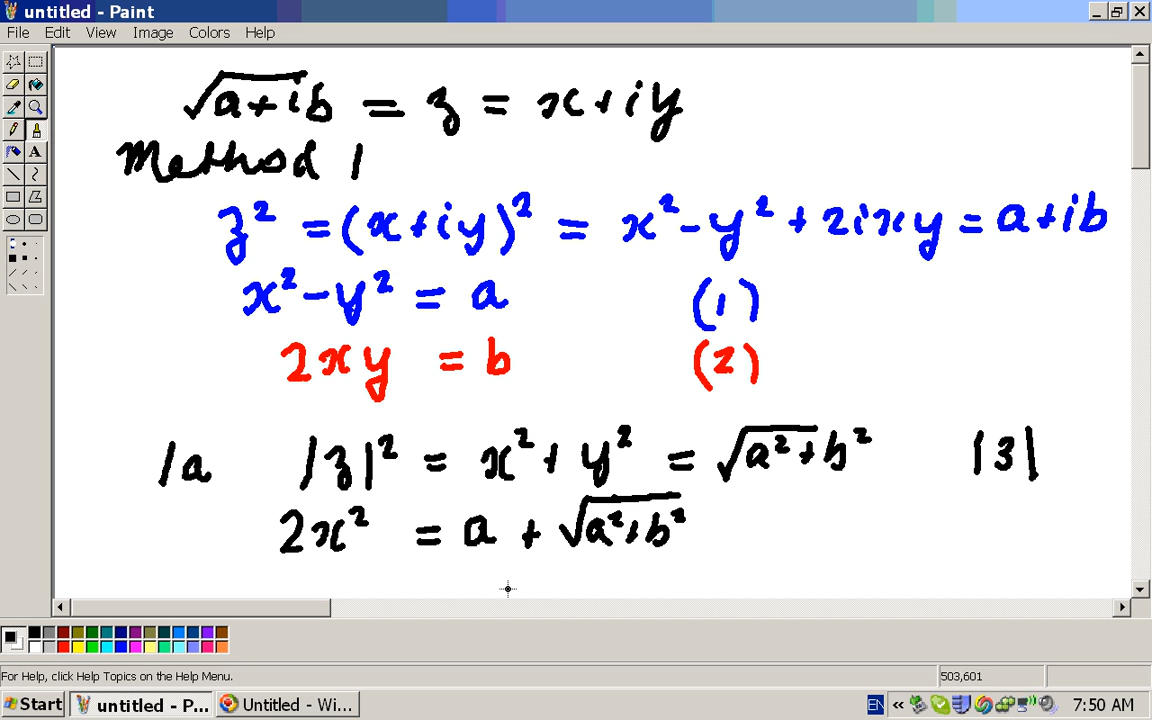 untitled - Paint
File Edit View Image Colors Help
√a+ib = z = x+iy
Method 1
z² = (x+iy)² = x²-y²+2ixy = a+ib
x²-y² = a (1)
2xy = b (2)
/a |z|² = x²+y² = √a²+b² |3|
2x² = a + √a²+b²
For Help, click Help Topics on the Help Menu. 503,601
Start untitled - P... Untitled - Wi... EN « 7:50 AM